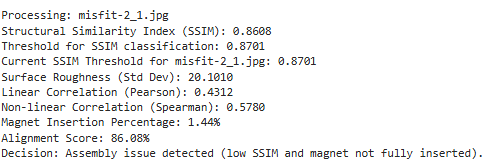 Processing: misfit-2_1.jpg
Structural Similarity Index (SSIM): 0.8608
Threshold for SSIM classification: 0.8701
Current SSIM Threshold for misfit-2_1.jpg: 0.8701
Surface Roughness (Std Dev): 20.1010
Linear Correlation (Pearson): 0.4312
Non-linear Correlation (Spearman): 0.5780
Magnet Insertion Percentage: 1.44%
Alignment Score: 86.08%
Decision: Assembly issue detected (low SSIM and magnet not fully inserted).